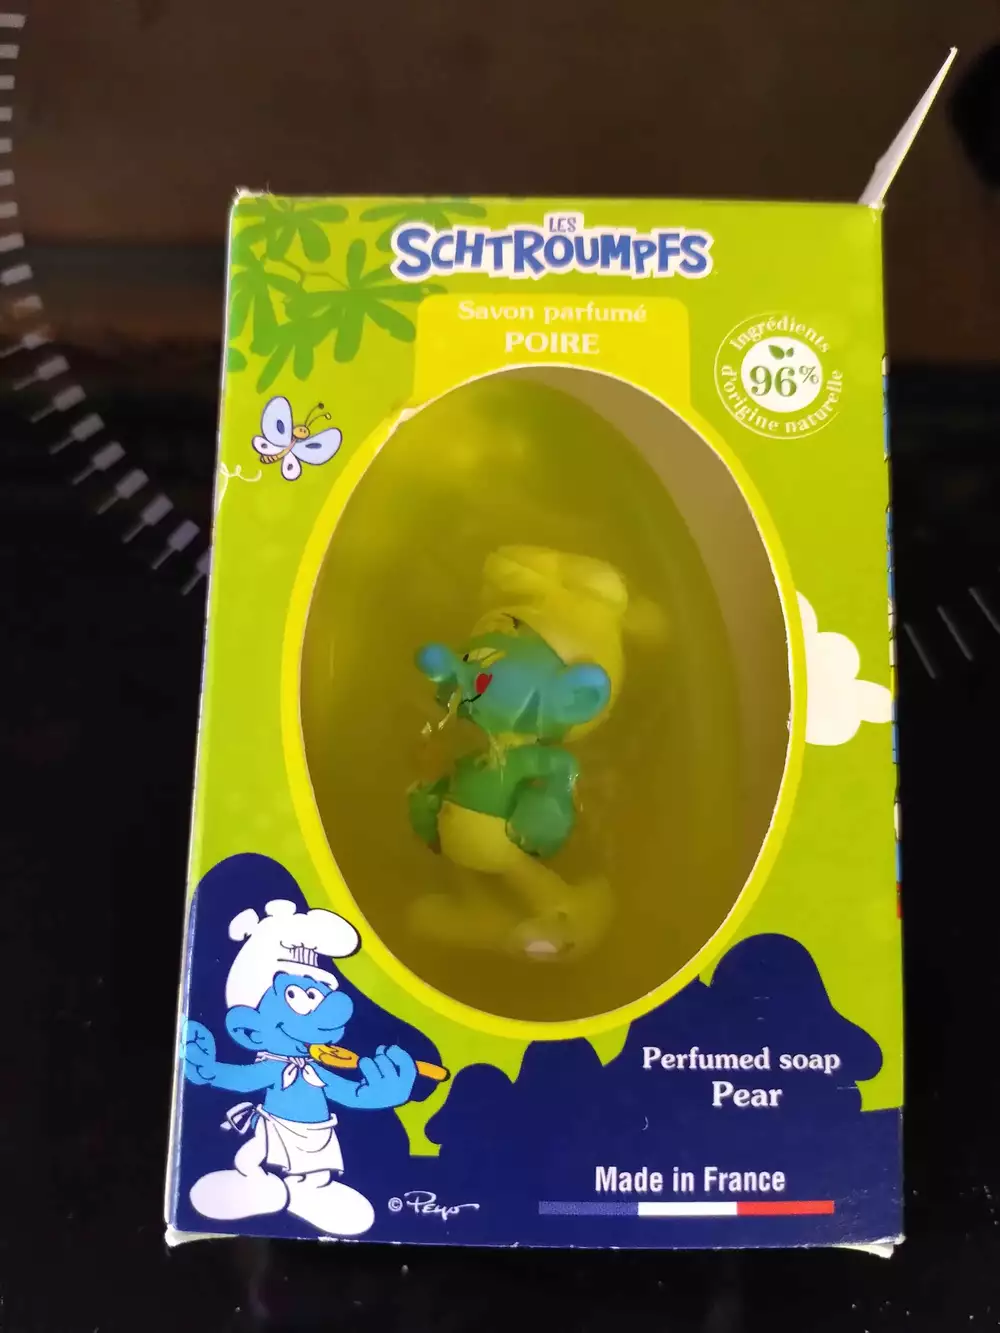 LES
SCHTROUMPFS
Savon parfumé
POIRE
Ingrédients
96%
d'origine naturelle
Perfumed soap
Pear
Made in France
© Peyo